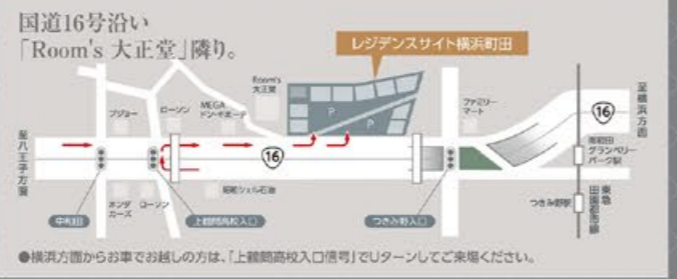 国道16号沿い
「Room's 大正堂」隣り。
レジデンスサイト横浜町田
Room's
大正堂
プジョー
ローソン
MEGA
ドン・キホーテ
P
P
ファミリー
マート
16
至横浜方面
至八王子方面
16
南町田
グランベリー
パーク駅
中和田
ホンダ
カーズ
ローソン
上鶴間高校入口
昭和シェル石油
つきみ野入口
つきみ野駅
東急
田園都市線
●横浜方面からお車でお越しの方は、「上鶴間高校入口信号」でUターンしてご来場ください。